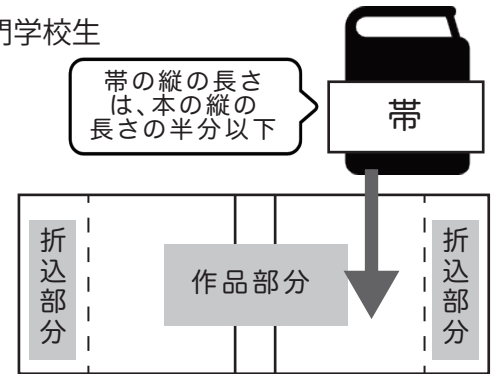 門学校生
帯の縦の長さ
は、本の縦の
長さの半分以下
帯
折込部分
作品部分
折込部分